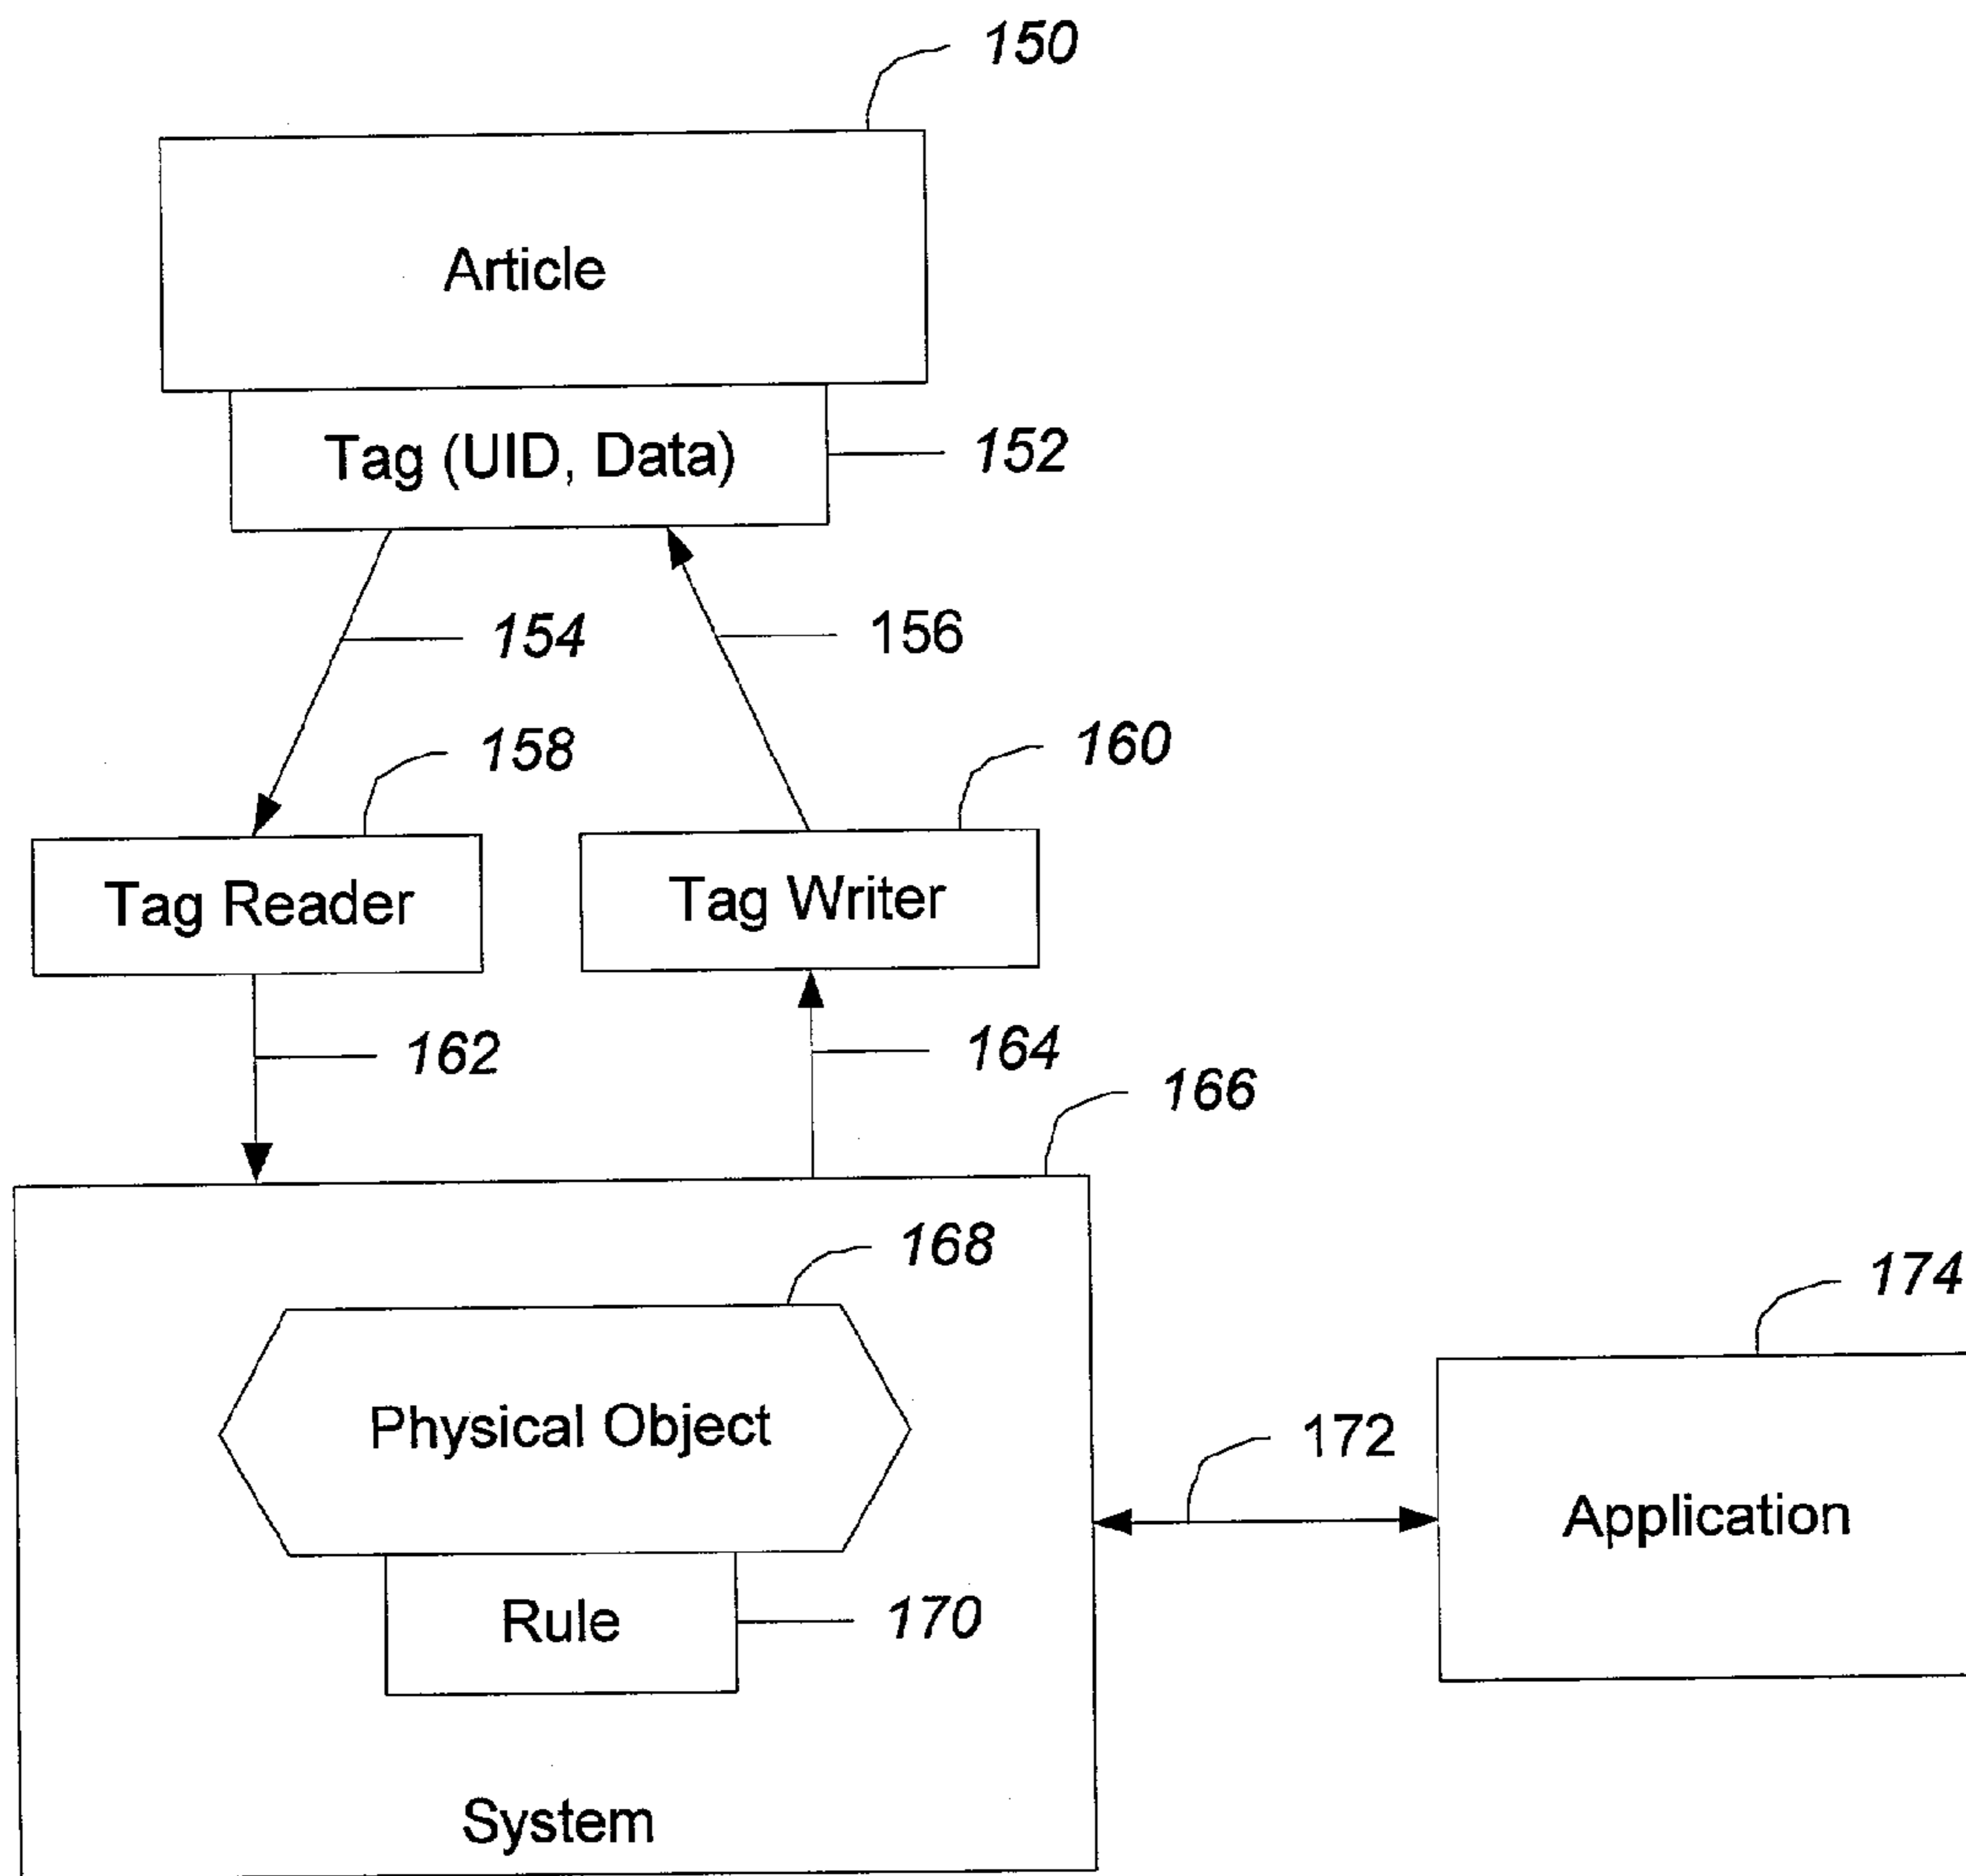 150
Article
Tag (UID, Data)
152
154
156
158
160
Tag Reader
Tag Writer
162
164
166
168
174
Physical Object
172
Application
Rule
170
System